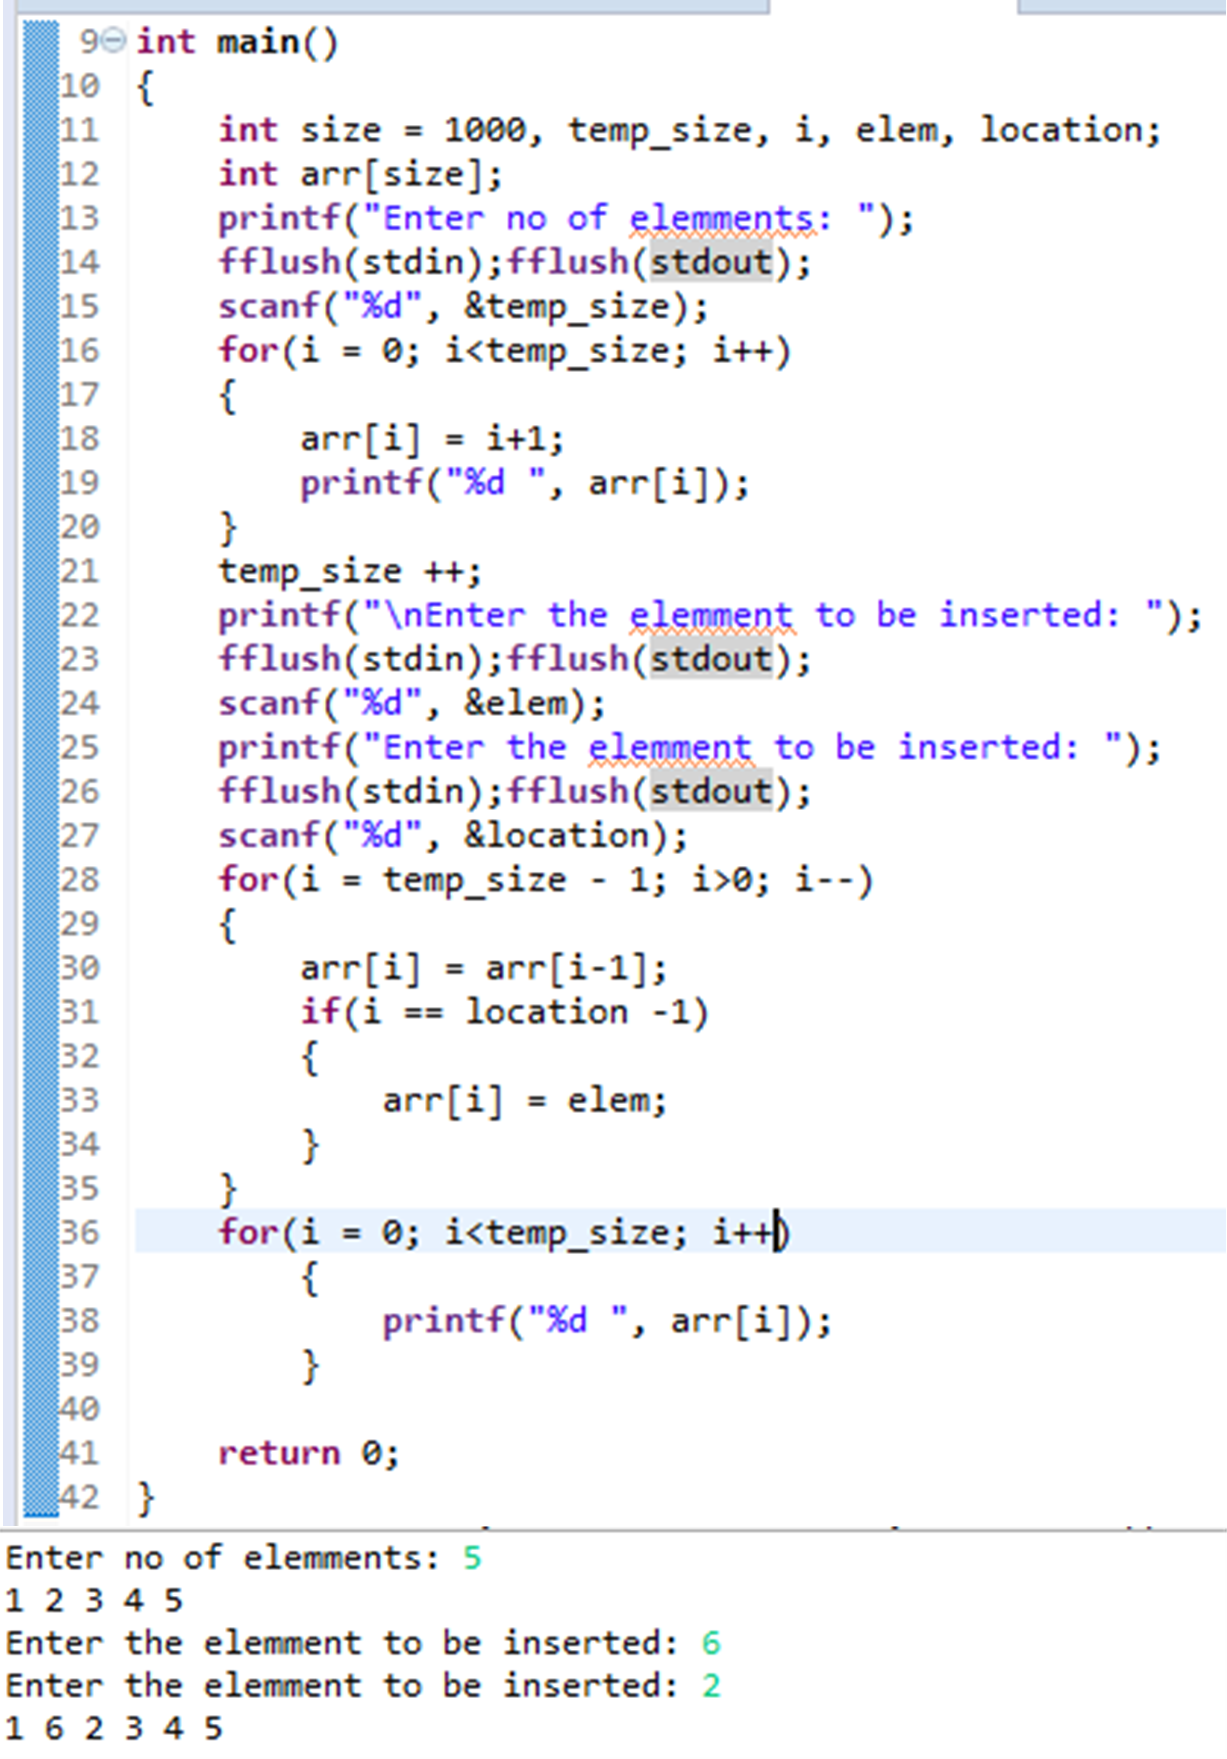 9 int main()
10 {
11 int size = 1000, temp_size, i, elem, location;
12 int arr[size];
13 printf("Enter no of elemments: ");
14 fflush(stdin);fflush(stdout);
15 scanf("%d", &temp_size);
16 for(i = 0; i<temp_size; i++)
17 {
18 arr[i] = i+1;
19 printf("%d ", arr[i]);
20 }
21 temp_size ++;
22 printf("\nEnter the elemment to be inserted: ");
23 fflush(stdin);fflush(stdout);
24 scanf("%d", &elem);
25 printf("Enter the elemment to be inserted: ");
26 fflush(stdin);fflush(stdout);
27 scanf("%d", &location);
28 for(i = temp_size - 1; i>0; i--)
29 {
30 arr[i] = arr[i-1];
31 if(i == location -1)
32 {
33 arr[i] = elem;
34 }
35 }
36 for(i = 0; i<temp_size; i++)
37 {
38 printf("%d ", arr[i]);
39 }
40
41 return 0;
42 }
Enter no of elemments: 5
1 2 3 4 5
Enter the elemment to be inserted: 6
Enter the elemment to be inserted: 2
1 6 2 3 4 5